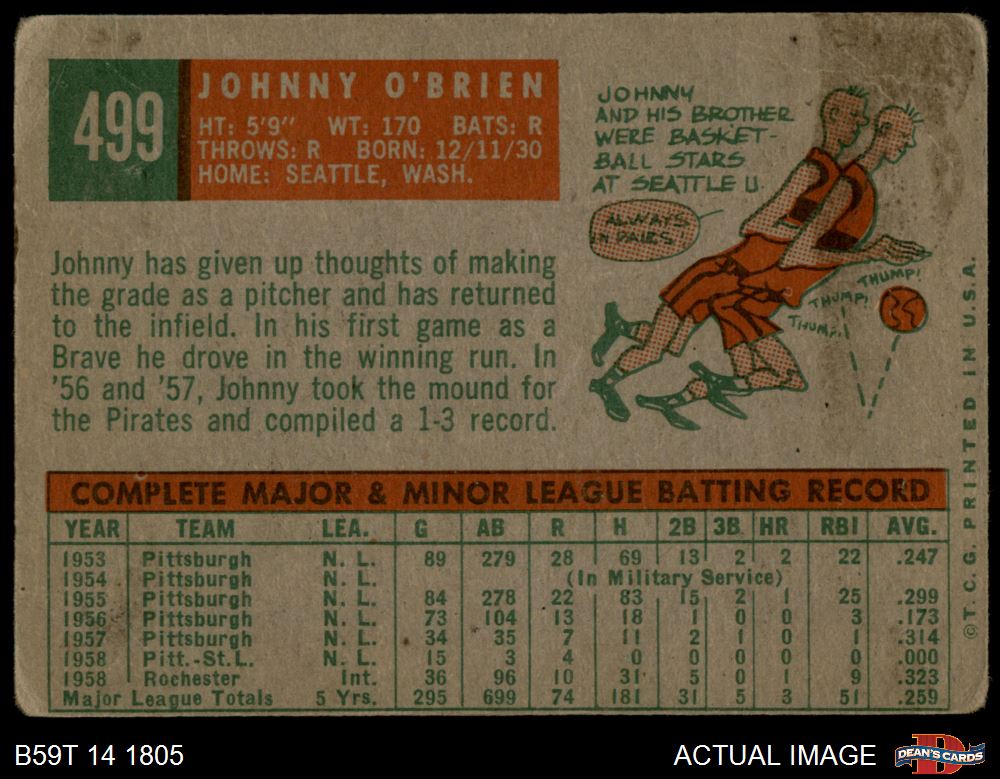 499
JOHNNY O'BRIEN
HT: 5'9" WT: 170 BATS: R
THROWS: R BORN: 12/11/30
HOME: SEATTLE, WASH.
JOHNNY
AND HIS BROTHER
WERE BASKET-
BALL STARS
AT SEATTLE U.
ALWAYS
IN PAIRS
THUMP!
THUMP!
THUMP!
Johnny has given up thoughts of making
the grade as a pitcher and has returned
to the infield. In his first game as a
Brave he drove in the winning run. In
'56 and '57, Johnny took the mound for
the Pirates and compiled a 1-3 record.
COMPLETE MAJOR & MINOR LEAGUE BATTING RECORD
YEAR TEAM LEA. G AB R H 2B 3B HR RBI AVG.
1953 Pittsburgh N. L. 89 279 28 69 13 2 2 22 .247
1954 Pittsburgh N. L. (In Military Service)
1955 Pittsburgh N. L. 84 278 22 83 15 2 1 25 .299
1956 Pittsburgh N. L. 73 104 13 18 1 0 0 3 .173
1957 Pittsburgh N. L. 34 35 7 11 2 1 0 1 .314
1958 Pitt.-St.L. N. L. 15 3 4 0 0 0 0 0 .000
1958 Rochester Int. 36 96 10 31 5 0 1 9 .323
Major League Totals 5 Yrs. 295 699 74 181 31 5 3 51 .259
© T. C. G. PRINTED IN U.S.A.
B59T 14 1805
ACTUAL IMAGE
D
DEAN'S CARDS